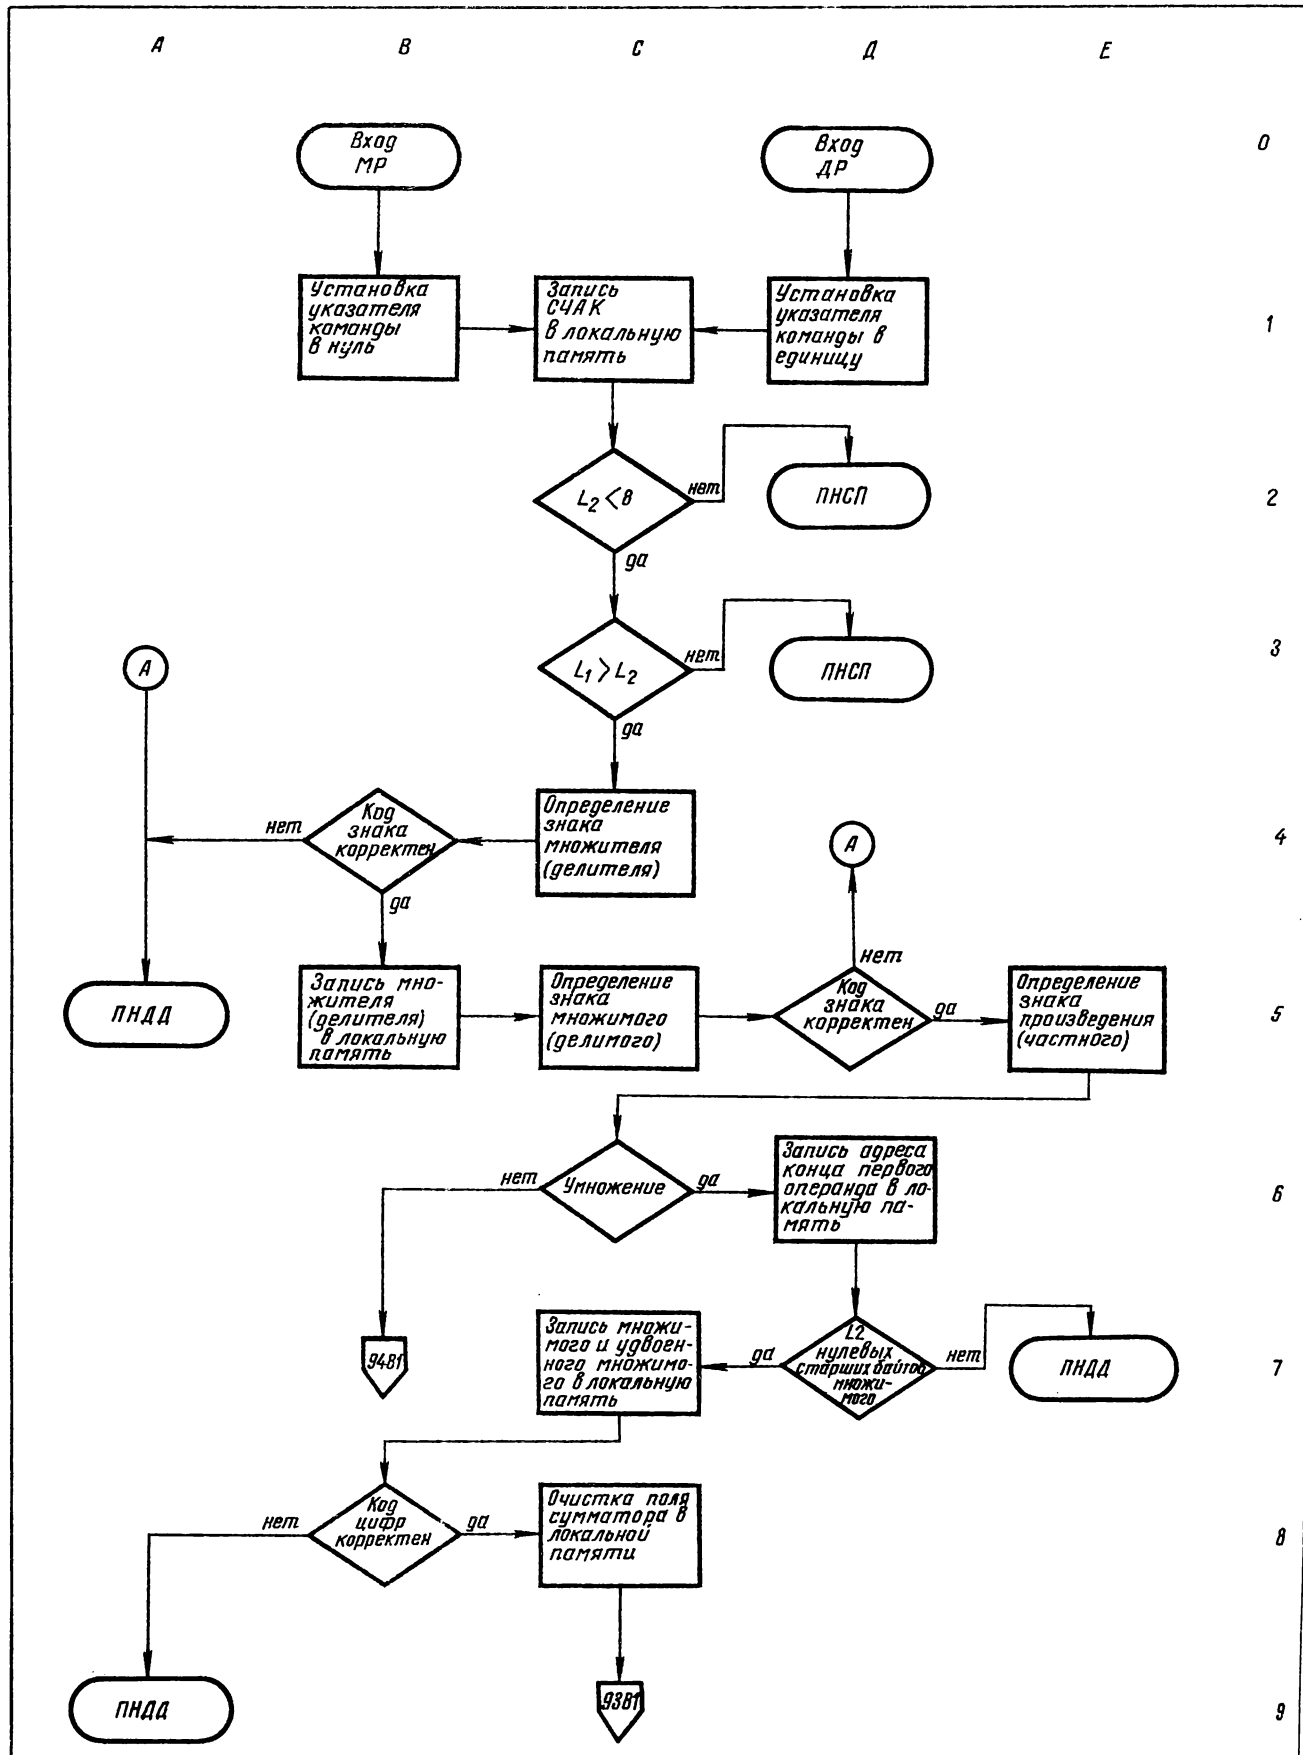 А В С Д Е
Вход
МР
Вход
ДР
0
Установка
указателя
команды
в нуль
Запись
СЧАК
в локальную
память
Установка
указателя
команды в
единицу
1
L2 < 8
нет
ПНСП
2
да
L1 > L2
нет
ПНСП
3
А
да
нет
Код
знака
корректен
Определение
знака
множителя
(делителя)
А
4
да
нет
ПНДД
Запись мно-
жителя
(делителя)
в локальную
память
Определение
знака
множимого
(делимого)
Код
знака
корректен
да
Определение
знака
произведения
(частного)
5
нет
Умножение
да
Запись адреса
конца первого
операнда в ло-
кальную па-
мять
6
94В1
Запись множи-
мого и удвоен-
ного множимо-
го в локальную
память
да
L2
нулевых
старших байтов
множи-
мого
нет
ПНДД
7
нет
Код
цифр
корректен
да
Очистка поля
сумматора в
локальной
памяти
8
ПНДД
93В1
9